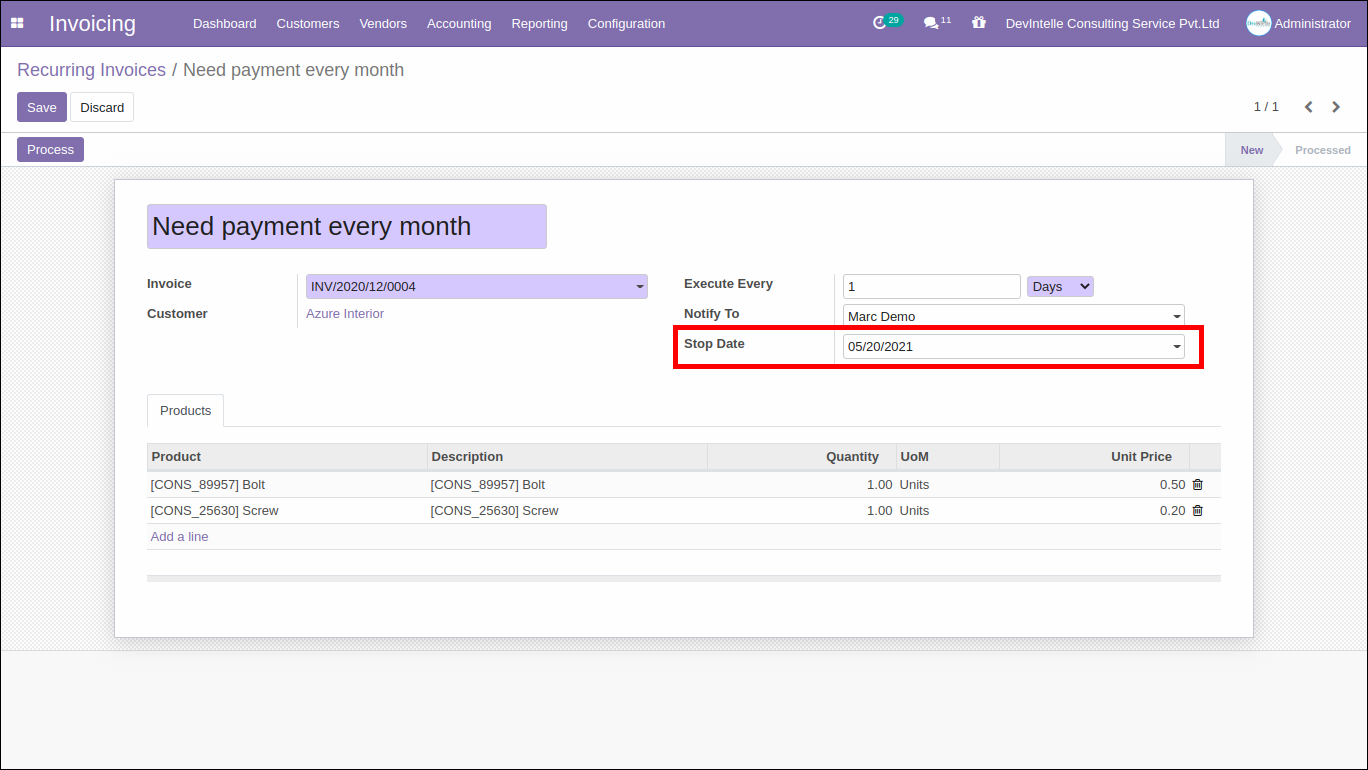 Invoicing Dashboard Customers Vendors Accounting Reporting Configuration 29 11 DevIntelle Consulting Service Pvt.Ltd Administrator
Recurring Invoices / Need payment every month
Save Discard 1 / 1
Process New Processed
Need payment every month
Invoice INV/2020/12/0004 Execute Every 1 Days
Customer Azure Interior Notify To Marc Demo
Stop Date 05/20/2021
Products
Product Description Quantity UoM Unit Price
[CONS_89957] Bolt [CONS_89957] Bolt 1.00 Units 0.50
[CONS_25630] Screw [CONS_25630] Screw 1.00 Units 0.20
Add a line